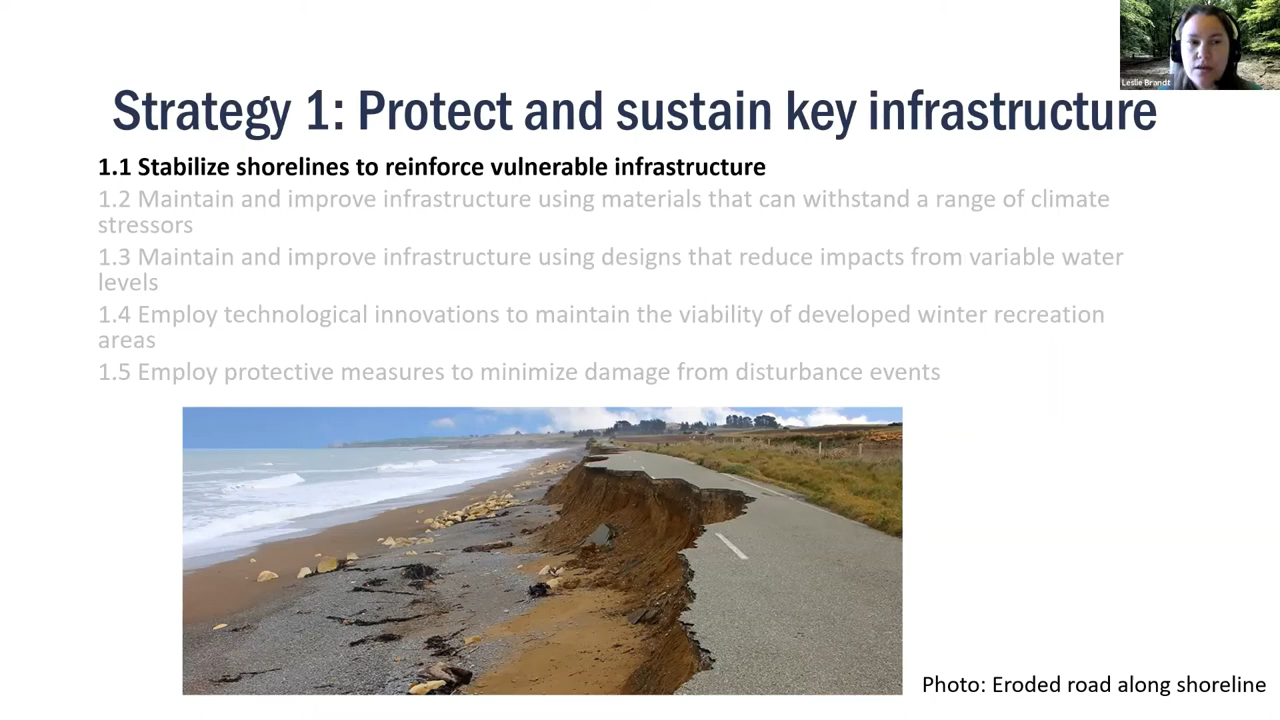 Leslie Brandt
Strategy 1: Protect and sustain key infrastructure
1.1 Stabilize shorelines to reinforce vulnerable infrastructure
1.2 Maintain and improve infrastructure using materials that can withstand a range of climate
stressors
1.3 Maintain and improve infrastructure using designs that reduce impacts from variable water
levels
1.4 Employ technological innovations to maintain the viability of developed winter recreation
areas
1.5 Employ protective measures to minimize damage from disturbance events
Photo: Eroded road along shoreline